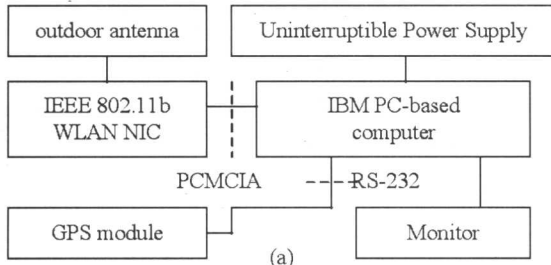 outdoor antenna
Uninterruptible Power Supply
IEEE 802.11b
WLAN NIC
IBM PC-based
computer
PCMCIA
RS-232
GPS module
Monitor
(a)